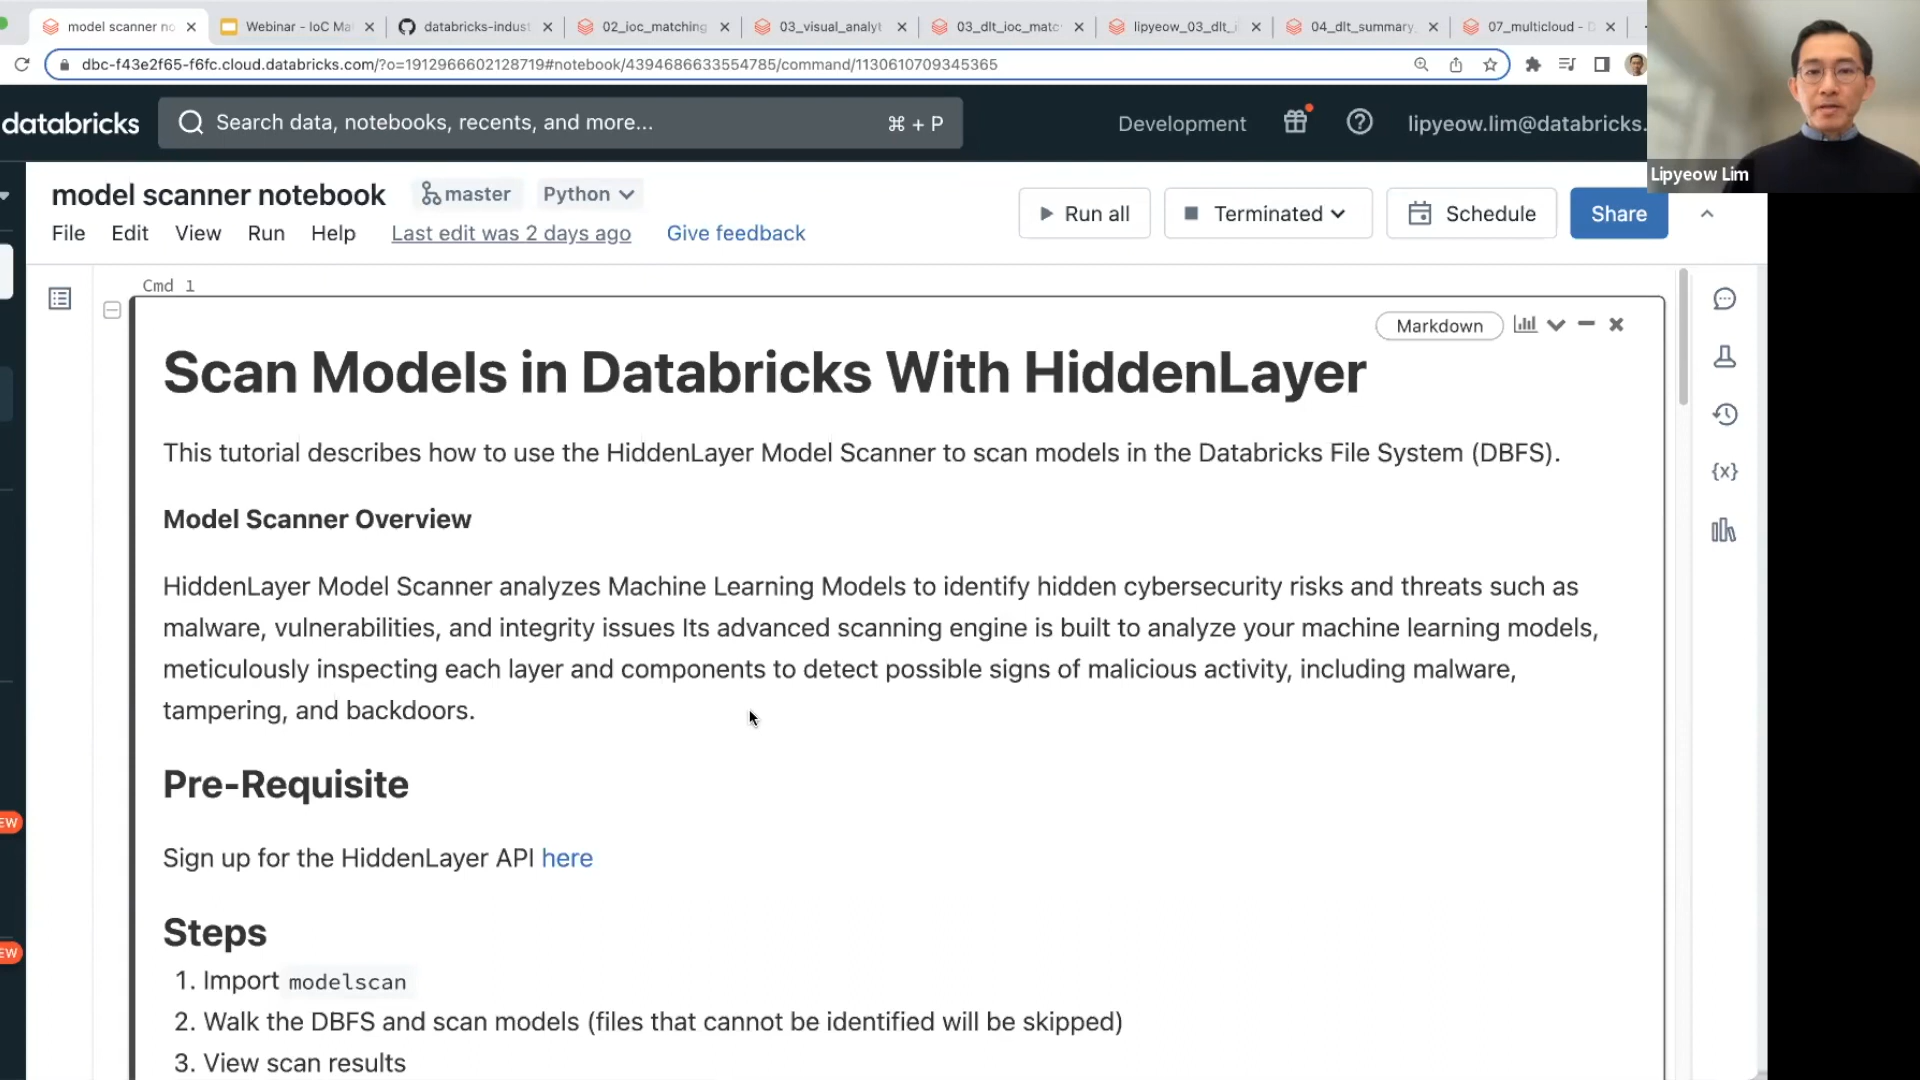 model scanner no
Webinar - IoC Ma
databricks-indust
02_ioc_matching
03_visual_analyt
03_dlt_ioc_matc
lipyeow_03_dlt_i
04_dlt_summary_
07_multicloud - D
dbc-f43e2f65-f6fc.cloud.databricks.com/?o=1912966602128719#notebook/4394686633554785/command/1130610709345365
databricks
Search data, notebooks, recents, and more...
⌘ + P
Development
lipyeow.lim@databricks.
Lipyeow Lim
model scanner notebook
master
Python
File Edit View Run Help Last edit was 2 days ago Give feedback
Run all
Terminated
Schedule
Share
Cmd 1
Markdown
Scan Models in Databricks With HiddenLayer
This tutorial describes how to use the HiddenLayer Model Scanner to scan models in the Databricks File System (DBFS).
Model Scanner Overview
HiddenLayer Model Scanner analyzes Machine Learning Models to identify hidden cybersecurity risks and threats such as
malware, vulnerabilities, and integrity issues Its advanced scanning engine is built to analyze your machine learning models,
meticulously inspecting each layer and components to detect possible signs of malicious activity, including malware,
tampering, and backdoors.
Pre-Requisite
EW
Sign up for the HiddenLayer API here
Steps
EW
1. Import modelscan
2. Walk the DBFS and scan models (files that cannot be identified will be skipped)
3. View scan results
{x}